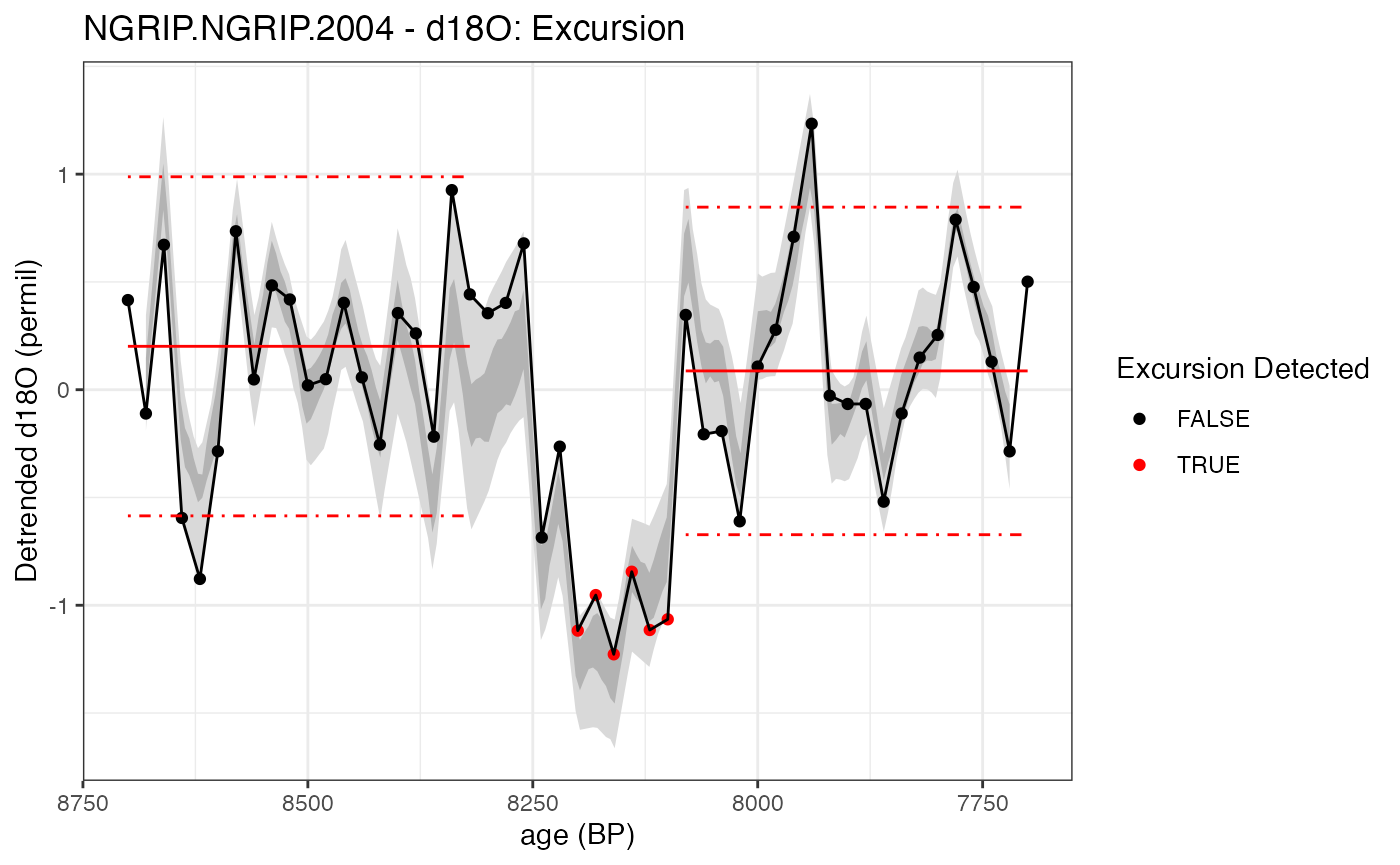 NGRIP.NGRIP.2004 - d18O: Excursion
Detrended d18O (permil)
1
0
-1
8750
8500
8250
8000
7750
age (BP)
Excursion Detected
FALSE
TRUE